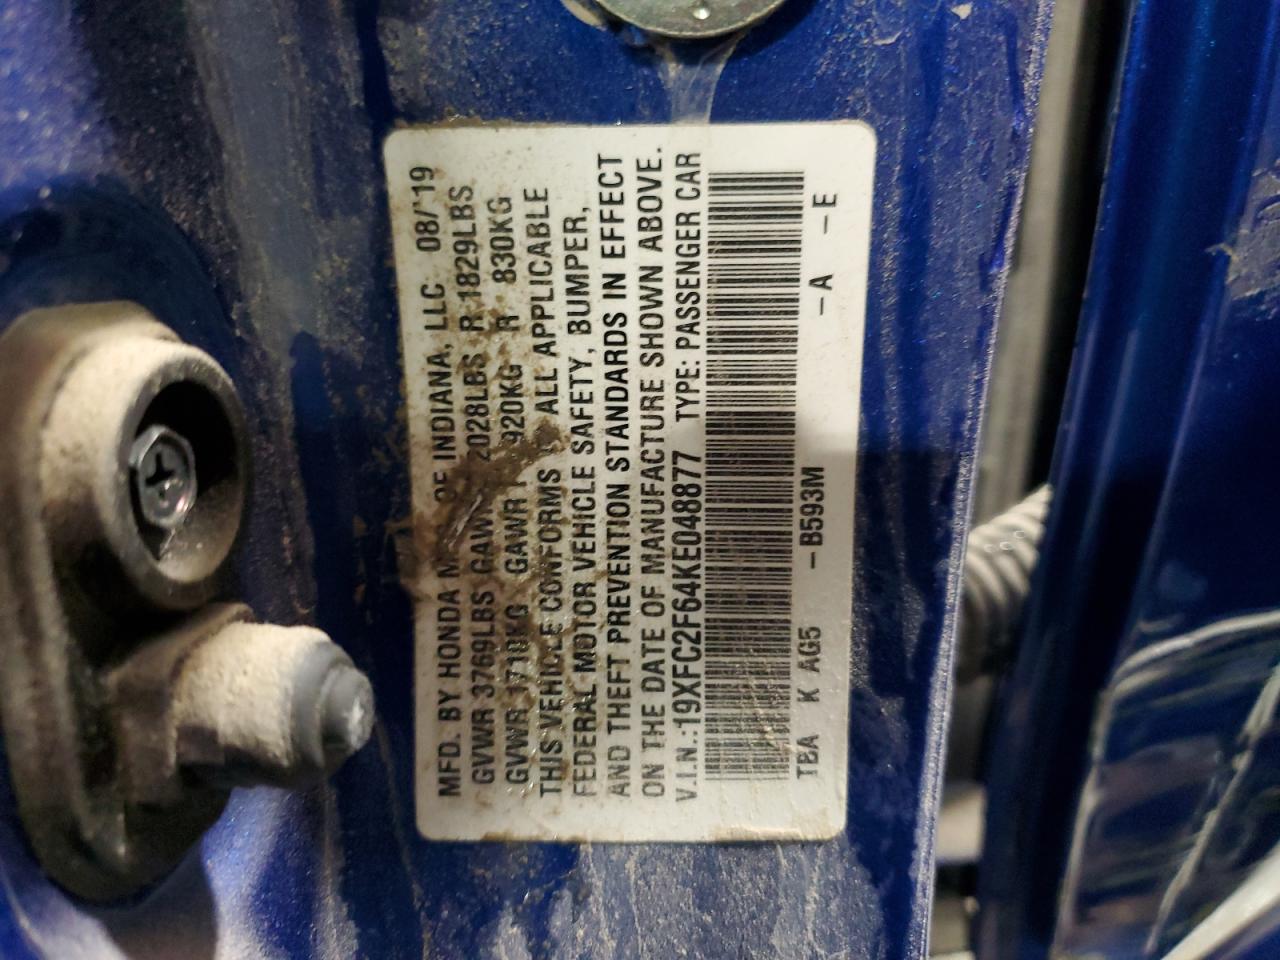 MFD. BY HONDA M OF INDIANA, LLC 08/'19
GVWR 3769LBS GAWR 2028LBS R 1829LBS
GVWR 1710KG GAWR 920KG R 830KG
THIS VEHICLE CONFORMS ALL APPLICABLE
FEDERAL MOTOR VEHICLE SAFETY, BUMPER,
AND THEFT PREVENTION STANDARDS IN EFFECT
ON THE DATE OF MANUFACTURE SHOWN ABOVE.
V.I.N.:19XFC2F64KE048877 TYPE: PASSENGER CAR
TBA K AG5 -B593M -A -E